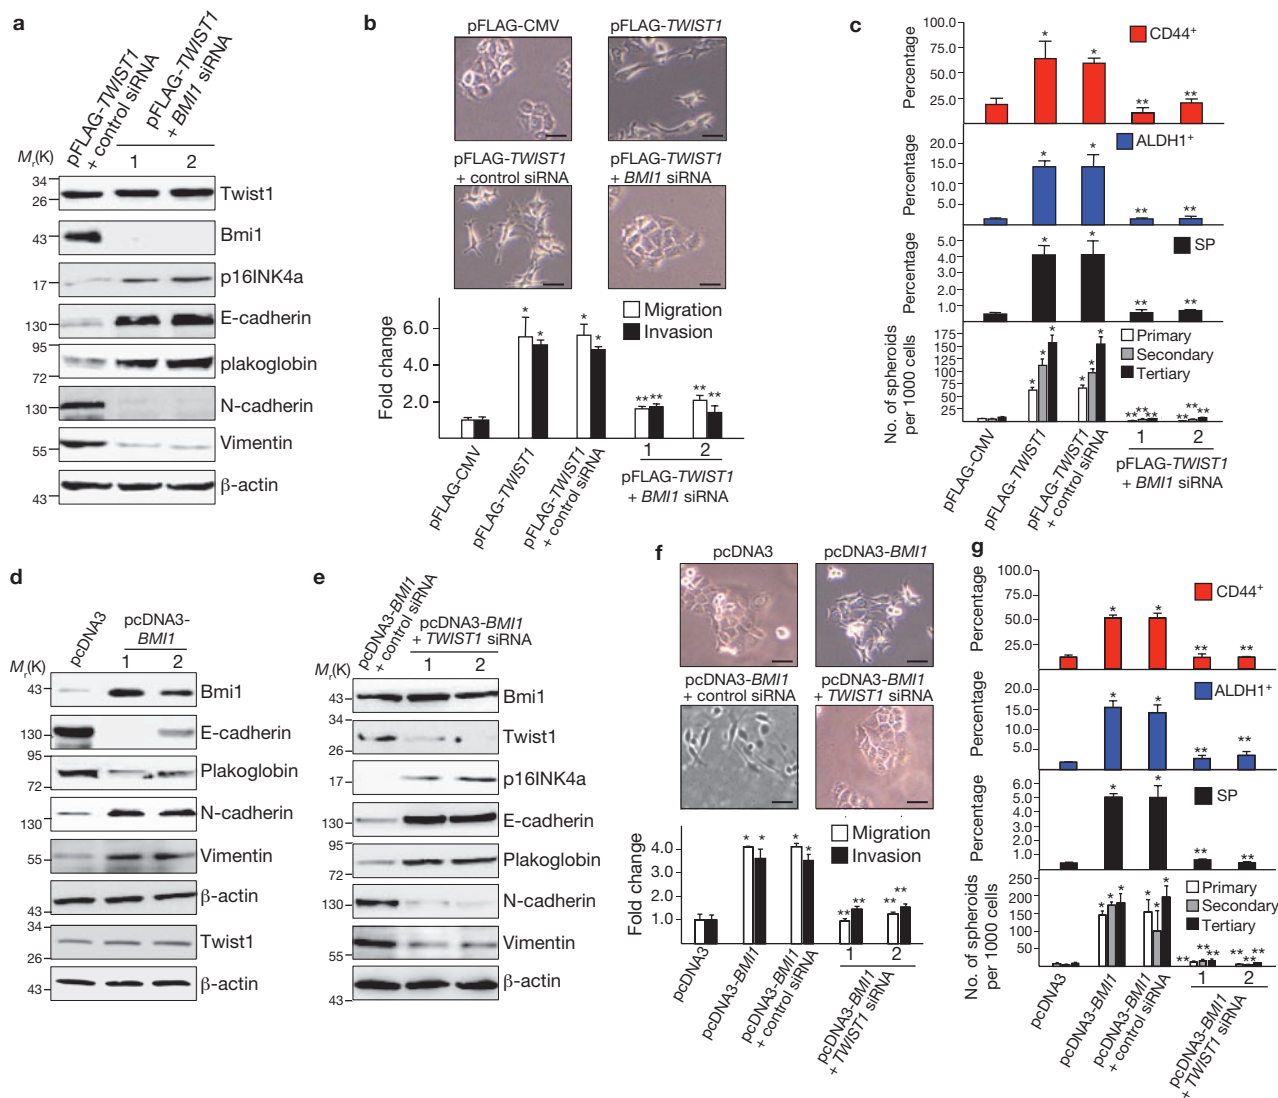 a
pFLAG-TWIST1
+ control siRNA
pFLAG-TWIST1
+ BMI1 siRNA
Mr(K)
1
2
34
26
Twist1
43
Bmi1
17
p16INK4a
130
E-cadherin
95
72
plakoglobin
130
N-cadherin
55
Vimentin
43
β-actin
b
pFLAG-CMV
pFLAG-TWIST1
pFLAG-TWIST1
+ control siRNA
pFLAG-TWIST1
+ BMI1 siRNA
Fold change
6.0
4.0
2.0
Migration
Invasion
* * * *
** ** ** **
pFLAG-CMV
pFLAG-TWIST1
pFLAG-TWIST1
+ control siRNA
1
2
pFLAG-TWIST1
+ BMI1 siRNA
c
Percentage
100.0
75.0
50.0
25.0
CD44+
* * ** **
Percentage
20.0
15.0
10.0
5.0
ALDH1+
* * ** **
Percentage
5.0
4.0
3.0
2.0
1.0
SP
* * ** **
No. of spheroids
per 1000 cells
175
150
125
100
75
50
25
Primary
Secondary
Tertiary
* * * * * *
** ** ** ** ** **
pFLAG-CMV
pFLAG-TWIST1
pFLAG-TWIST1
+ control siRNA
1
2
pFLAG-TWIST1
+ BMI1 siRNA
d
pcDNA3
pcDNA3-
BMI1
Mr(K)
1
2
43
Bmi1
130
E-cadherin
95
72
Plakoglobin
130
N-cadherin
55
Vimentin
43
β-actin
34
26
Twist1
43
β-actin
e
pcDNA3-BMI1
+ control siRNA
pcDNA3-BMI1
+ TWIST1 siRNA
Mr(K)
1
2
43
Bmi1
34
26
Twist1
17
p16INK4a
130
E-cadherin
95
72
Plakoglobin
130
N-cadherin
55
Vimentin
43
β-actin
f
pcDNA3
pcDNA3-BMI1
pcDNA3-BMI1
+ control siRNA
pcDNA3-BMI1
+ TWIST1 siRNA
Fold change
4.0
3.0
2.0
1.0
Migration
Invasion
* * * *
** ** ** **
pcDNA3
pcDNA3-BMI1
pcDNA3-BMI1
+ control siRNA
1
2
pcDNA3-BMI1
+ TWIST1 siRNA
g
Percentage
100.0
75.0
50.0
25.0
CD44+
* * ** **
Percentage
20.0
15.0
10.0
5.0
ALDH1+
* * ** **
Percentage
6.0
5.0
4.0
3.0
2.0
1.0
SP
* * ** **
No. of spheroids
per 1000 cells
250
200
150
100
50
Primary
Secondary
Tertiary
* * * * * *
** ** ** ** ** **
pcDNA3
pcDNA3-BMI1
pcDNA3-BMI1
+ control siRNA
1
2
pcDNA3-BMI1
+ TWIST1 siRNA